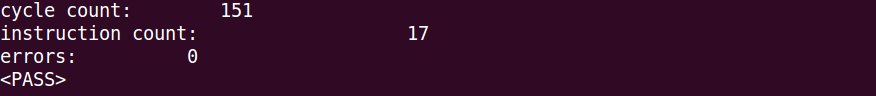 cycle count:        151
instruction count:                   17
errors:          0
<PASS>